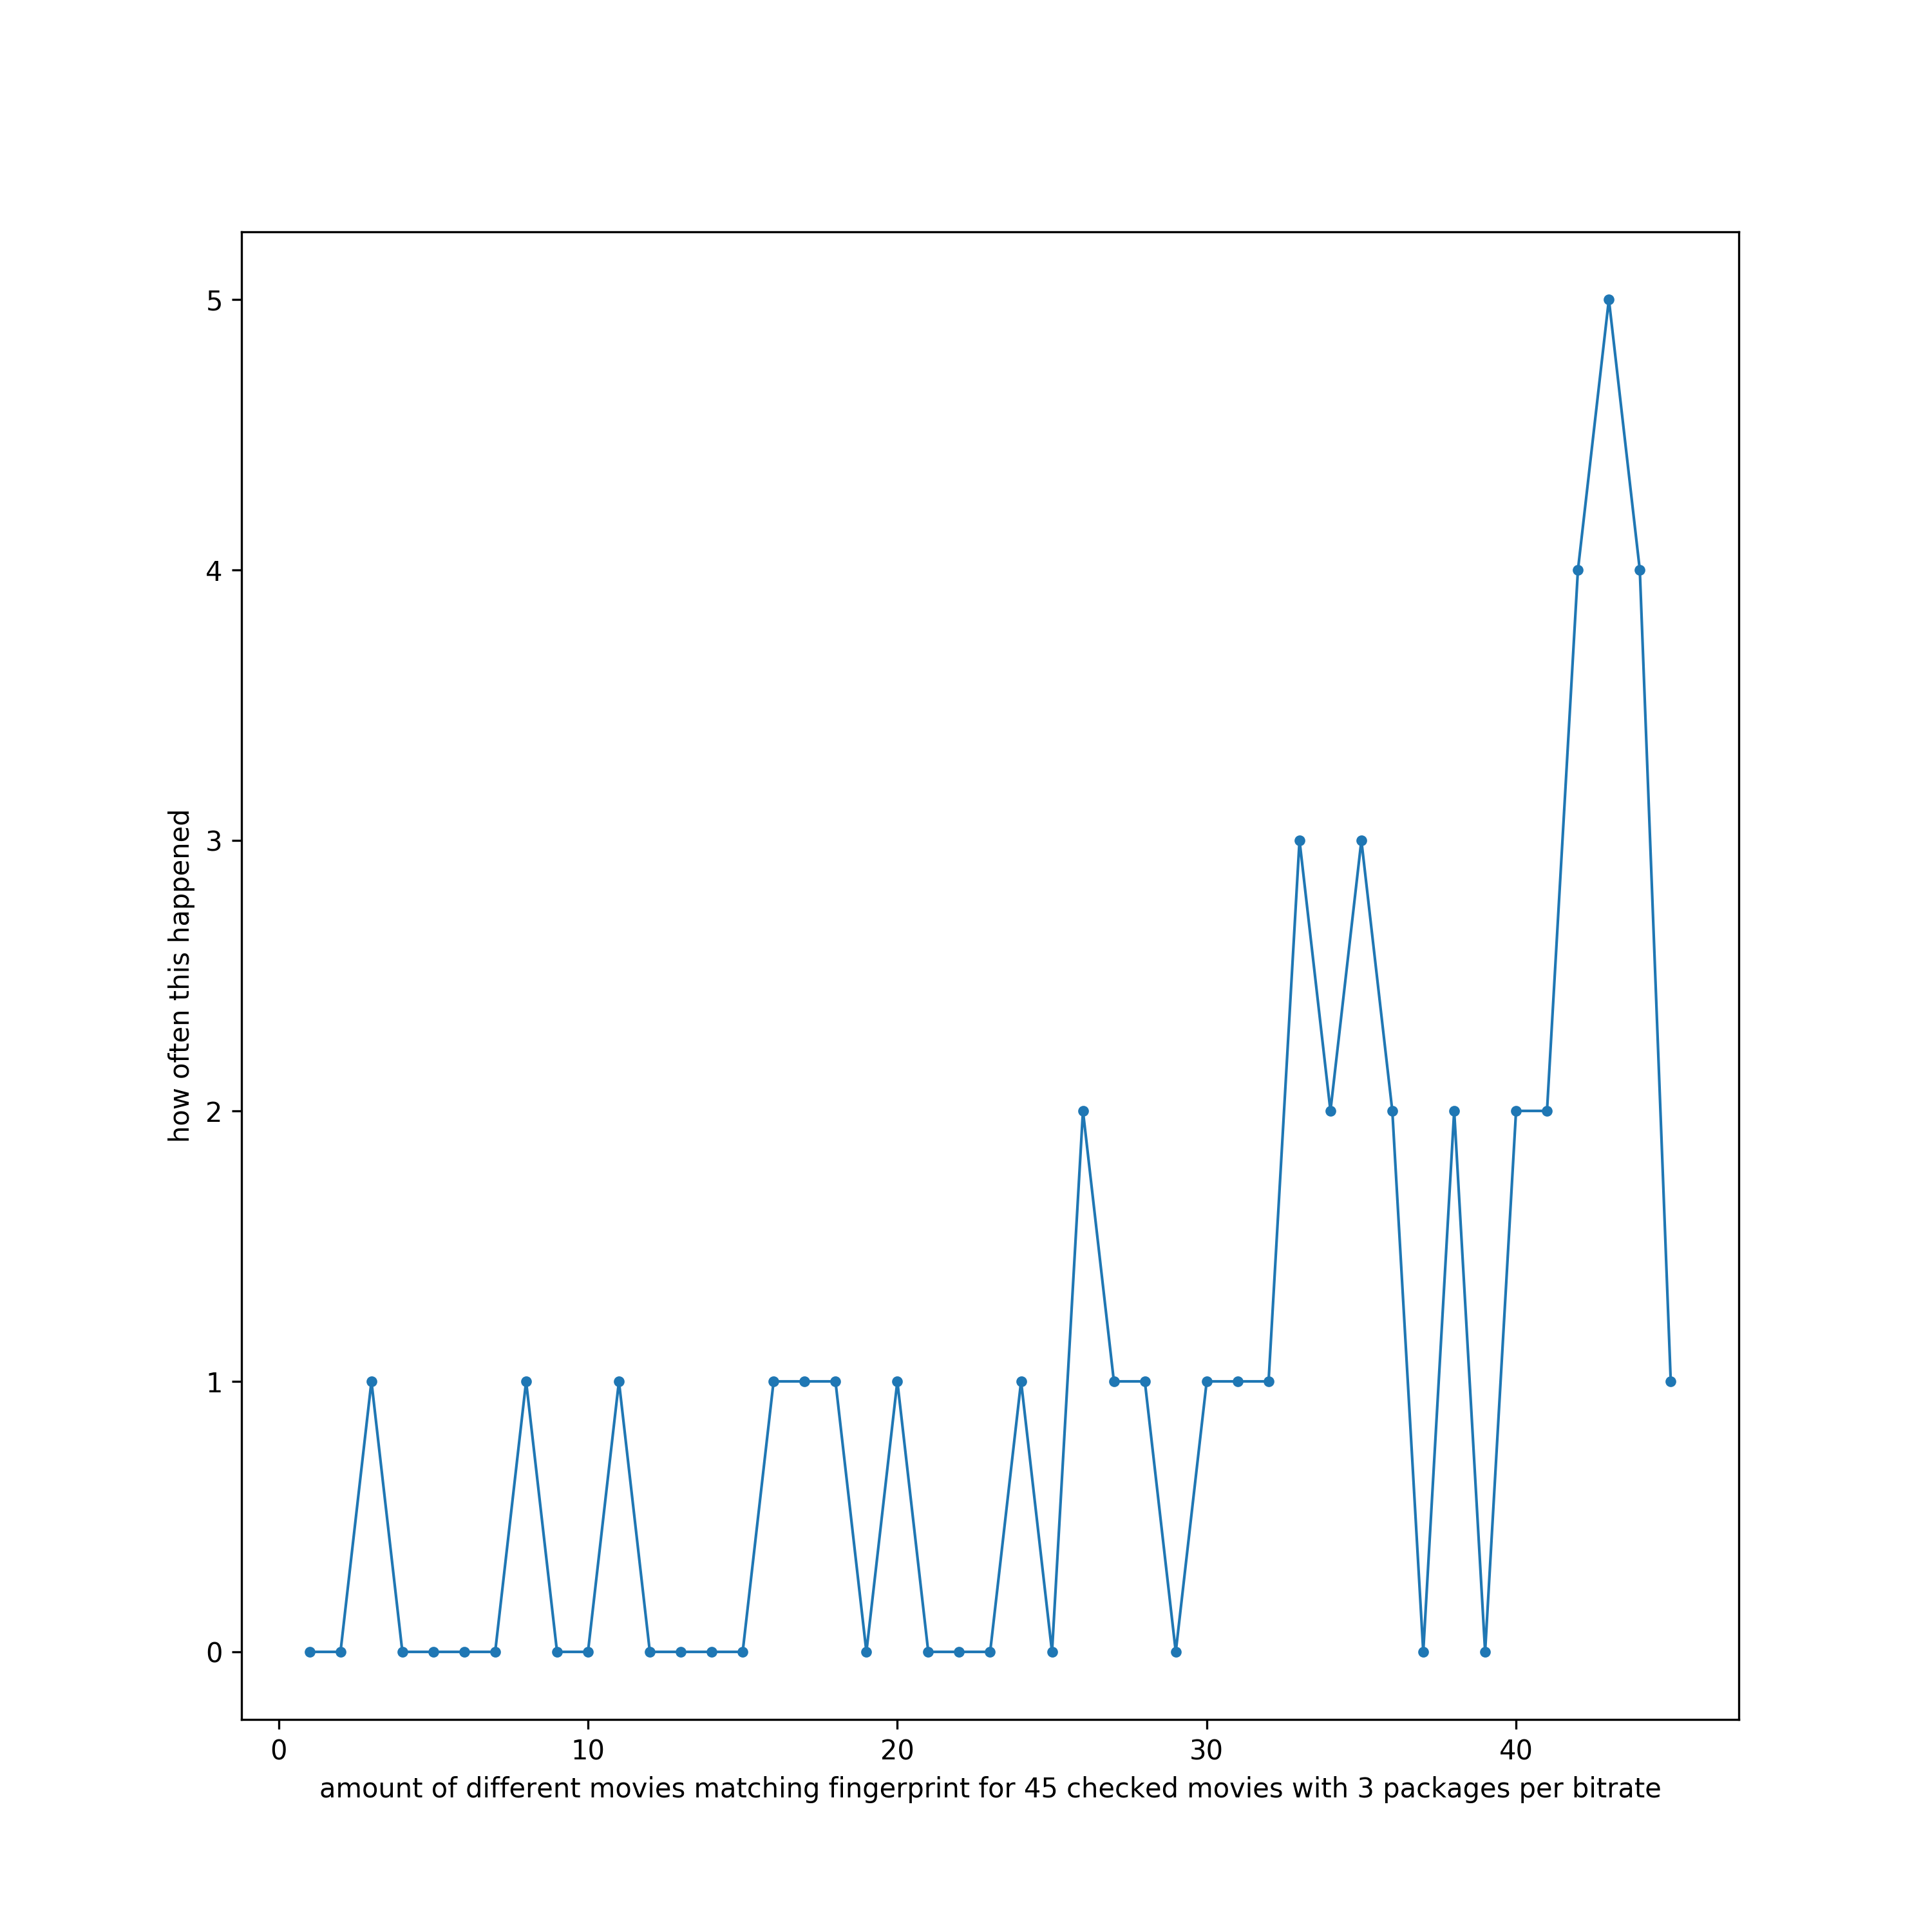 5
4
3
2
1
0
how often this happened
0 10 20 30 40
amount of different movies matching fingerprint for 45 checked movies with 3 packages per bitrate